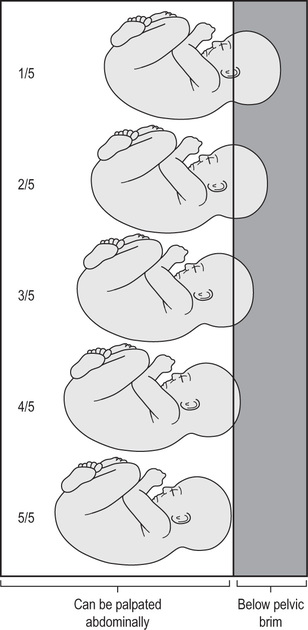 1/5
2/5
3/5
4/5
5/5
Can be palpated
abdominally
Below pelvic
brim